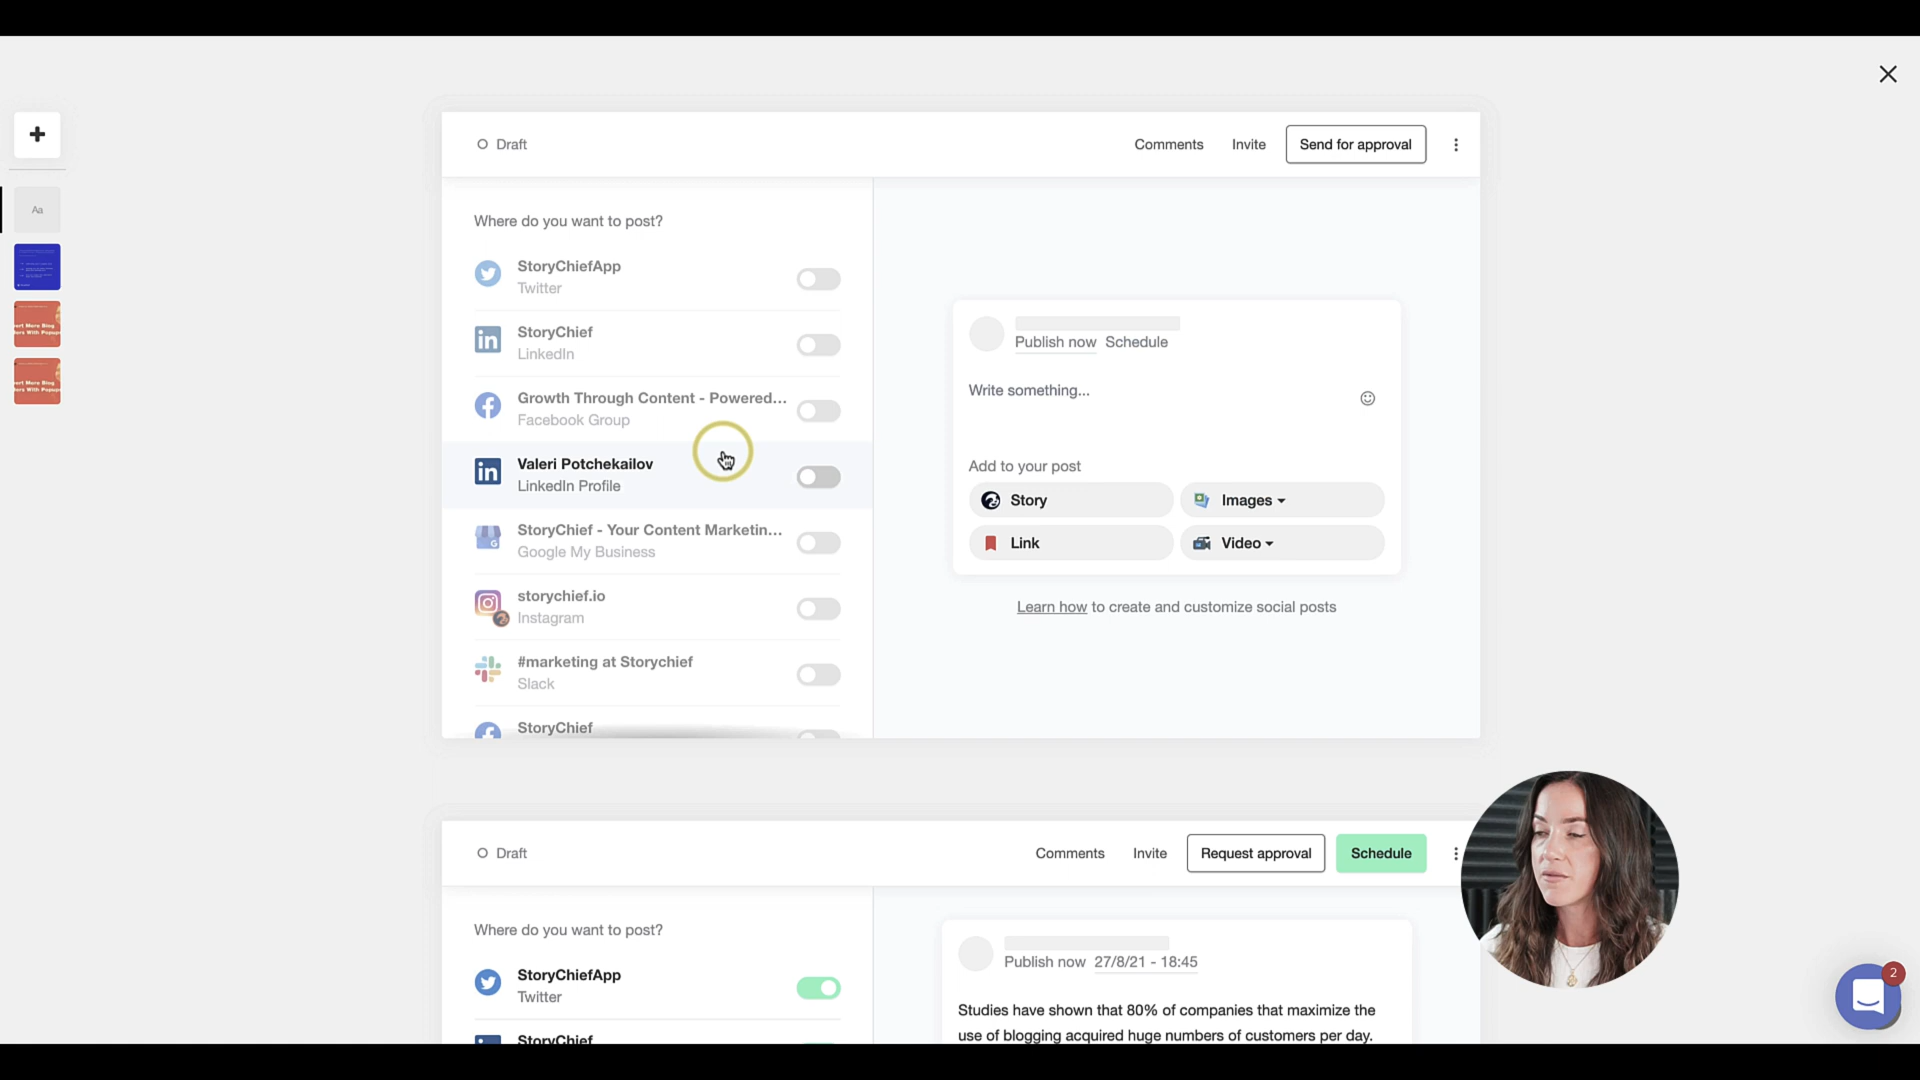 Draft
Comments
Invite
Send for approval
Aa
Where do you want to post?
StoryChiefApp
Twitter
StoryChief
LinkedIn
Growth Through Content - Powered...
Facebook Group
Valeri Potchekailov
LinkedIn Profile
StoryChief - Your Content Marketin...
Google My Business
storychief.io
Instagram
#marketing at Storychief
Slack
StoryChief
Publish now Schedule
Write something...
Add to your post
Story
Images
Link
Video
Learn how to create and customize social posts
Draft
Comments
Invite
Request approval
Schedule
Where do you want to post?
StoryChiefApp
Twitter
StoryChief
Publish now 27/8/21 - 18:45
Studies have shown that 80% of companies that maximize the
use of blogging acquired huge numbers of customers per day.
2